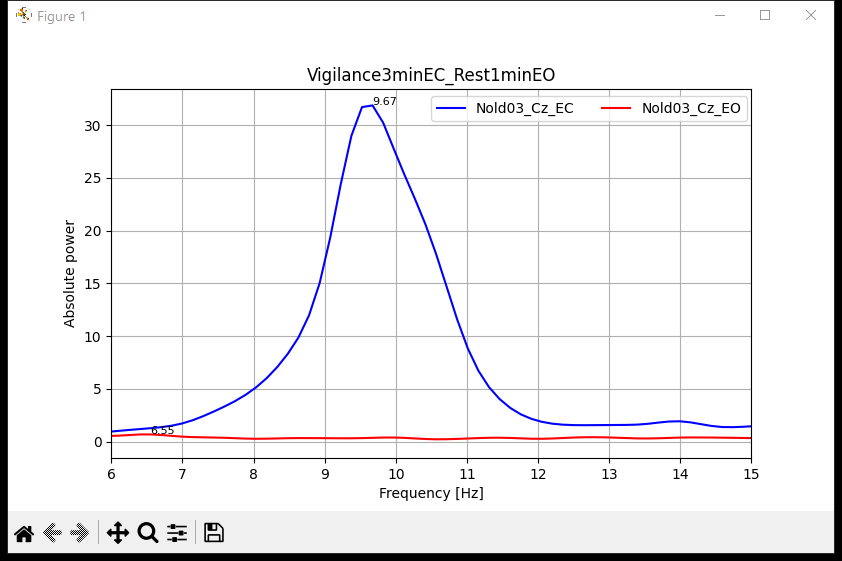 Figure 1
Vigilance3minEC_Rest1minEO
9.67
Nold03_Cz_EC
Nold03_Cz_EO
30
25
20
15
10
5
0
Absolute power
6.55
6 7 8 9 10 11 12 13 14 15
Frequency [Hz]